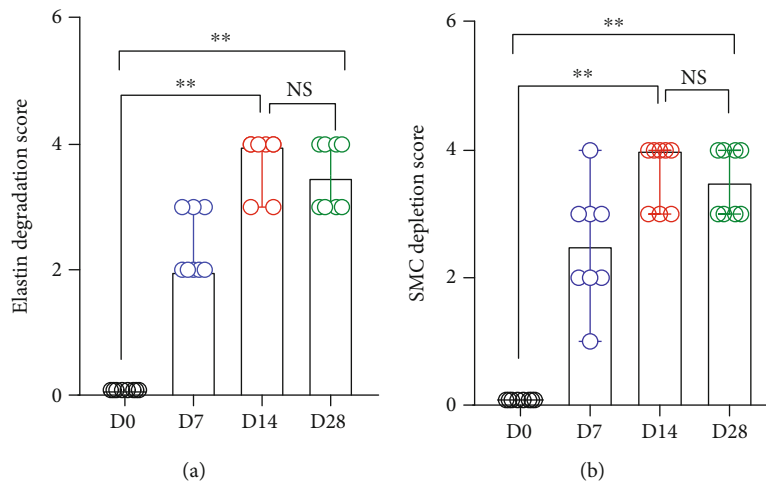 Elastin degradation score
6
4
2
0
**
**
NS
D0 D7 D14 D28
(a)
SMC depletion score
6
4
2
0
**
**
NS
D0 D7 D14 D28
(b)